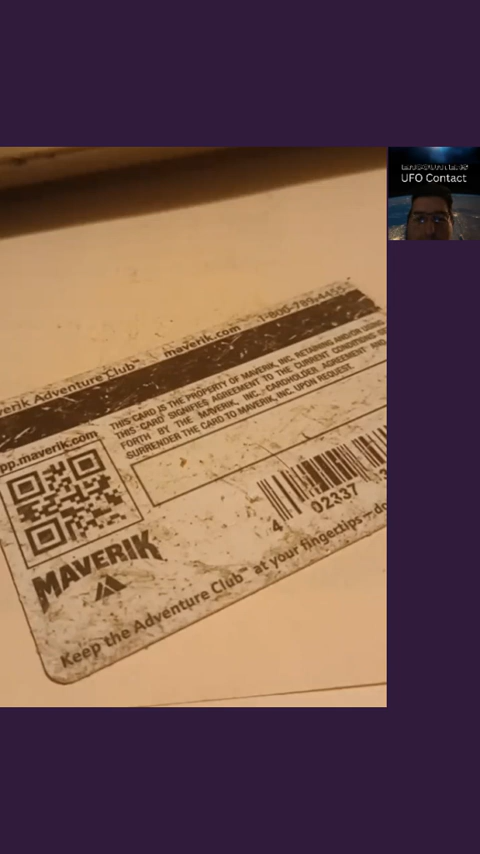 UFO Contact
verik Adventure Club™ maverik.com 1-800-789-4455
THIS CARD IS THE PROPERTY OF MAVERIK, INC. RETAINING AND/OR USING
THIS CARD SIGNIFIES AGREEMENT TO THE CURRENT CONDITIONS
FORTH BY THE MAVERIK, INC. CARDHOLDER AGREEMENT AND
SURRENDER THE CARD TO MAVERIK, INC. UPON REQUEST.
pp.maverik.com
4 02337
MAVERIK
Keep the Adventure Club™ at your fingertips – do